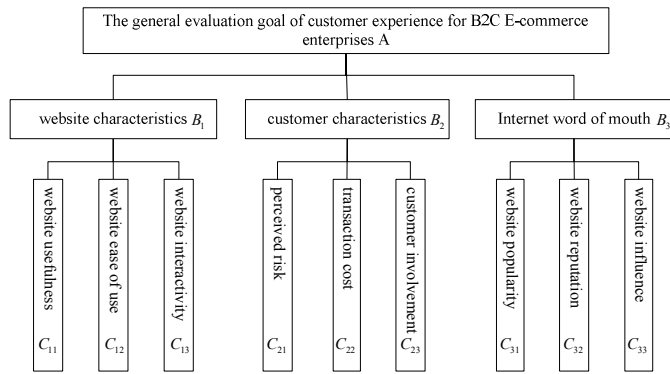 The general evaluation goal of customer experience for B2C E-commerce
enterprises A
website characteristics B₁
customer characteristics B₂
Internet word of mouth B₃
website usefulness C₁₁
website ease of use C₁₂
website interactivity C₁₃
perceived risk C₂₁
transaction cost C₂₂
customer involvement C₂₃
website popularity C₃₁
website reputation C₃₂
website influence C₃₃